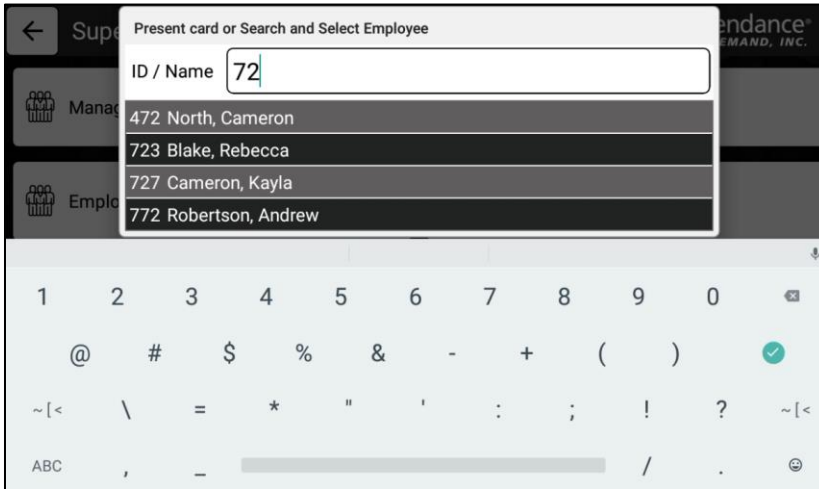 Supe
Present card or Search and Select Employee
endance®
EMAND, INC.
ID / Name 72
Manag
472 North, Cameron
723 Blake, Rebecca
727 Cameron, Kayla
Emplo
772 Robertson, Andrew
1 2 3 4 5 6 7 8 9 0
@ # $ % & - + ( )
~ [ < \ = * " ' : ; ! ? ~ [ <
ABC , _ / .